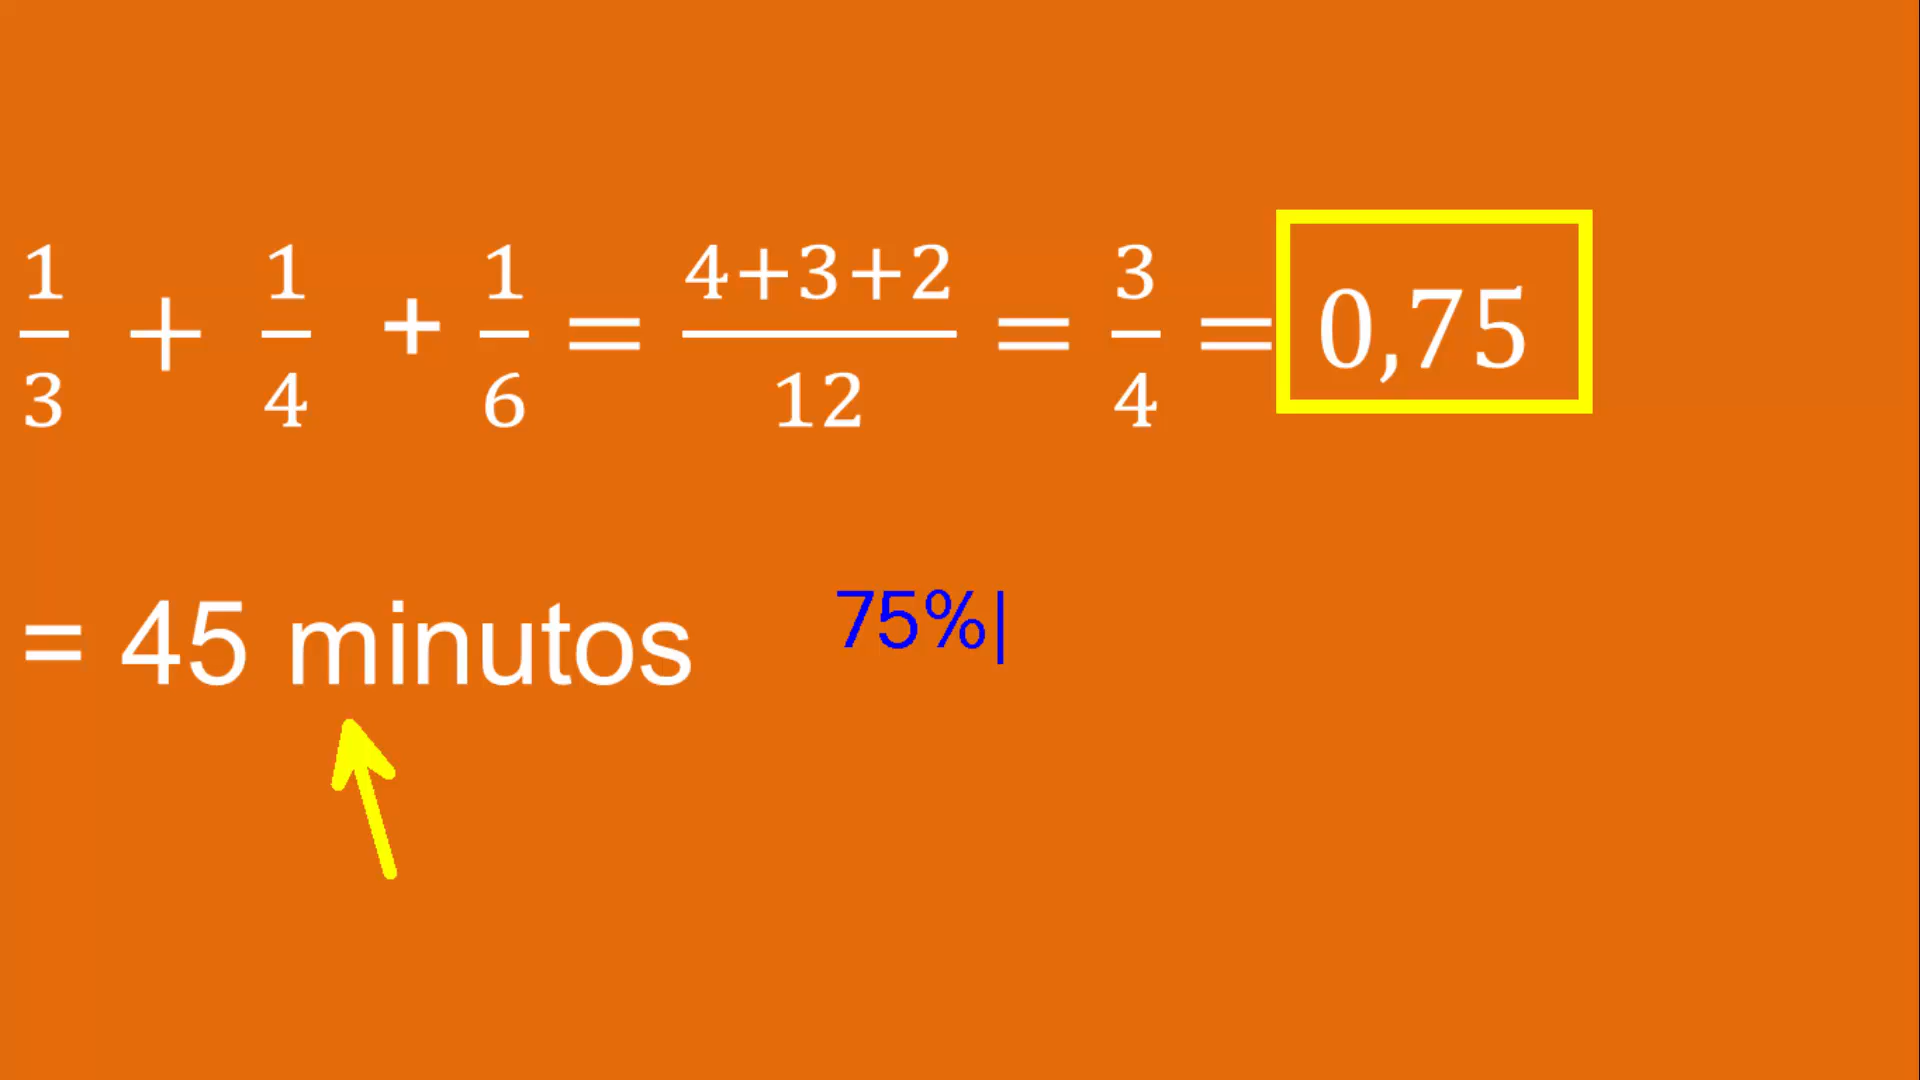 1/3 + 1/4 + 1/6 = 4+3+2/12 = 3/4 = 0,75
= 45 minutos
75%